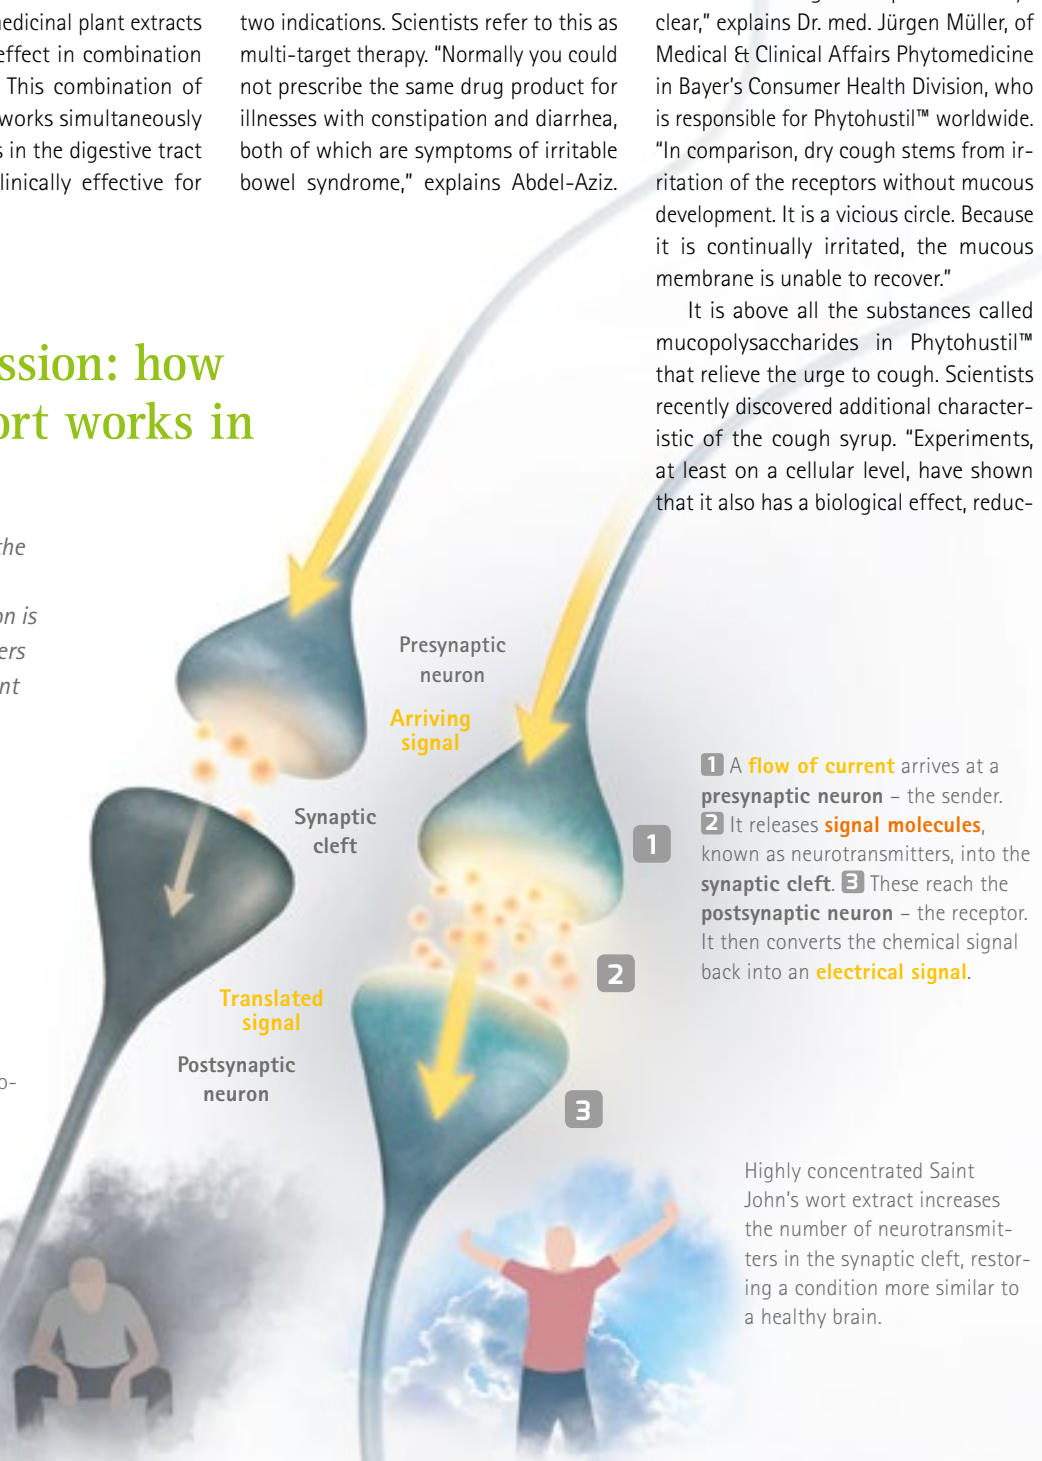 edicinal plant extracts
effect in combination
This combination of
works simultaneously
s in the digestive tract
linically effective for
two indications. Scientists refer to this as
multi-target therapy. “Normally you could
not prescribe the same drug product for
illnesses with constipation and diarrhea,
both of which are symptoms of irritable
bowel syndrome,” explains Abdel-Aziz.
clear,” explains Dr. med. Jürgen Müller, of
Medical & Clinical Affairs Phytomedicine
in Bayer’s Consumer Health Division, who
is responsible for Phytohustil™ worldwide.
“In comparison, dry cough stems from ir-
ritation of the receptors without mucous
development. It is a vicious circle. Because
it is continually irritated, the mucous
membrane is unable to recover.”
It is above all the substances called
mucopolysaccharides in Phytohustil™
that relieve the urge to cough. Scientists
recently discovered additional character-
istic of the cough syrup. “Experiments,
at least on a cellular level, have shown
that it also has a biological effect, reduc-
ssion: how
ort works in
the
on is
ers
nt
o-
Presynaptic
neuron
Arriving
signal
Synaptic
cleft
Translated
signal
Postsynaptic
neuron
1
2
3
1 A flow of current arrives at a
presynaptic neuron – the sender.
2 It releases signal molecules,
known as neurotransmitters, into the
synaptic cleft. 3 These reach the
postsynaptic neuron – the receptor.
It then converts the chemical signal
back into an electrical signal.
Highly concentrated Saint
John’s wort extract increases
the number of neurotransmit-
ters in the synaptic cleft, restor-
ing a condition more similar to
a healthy brain.